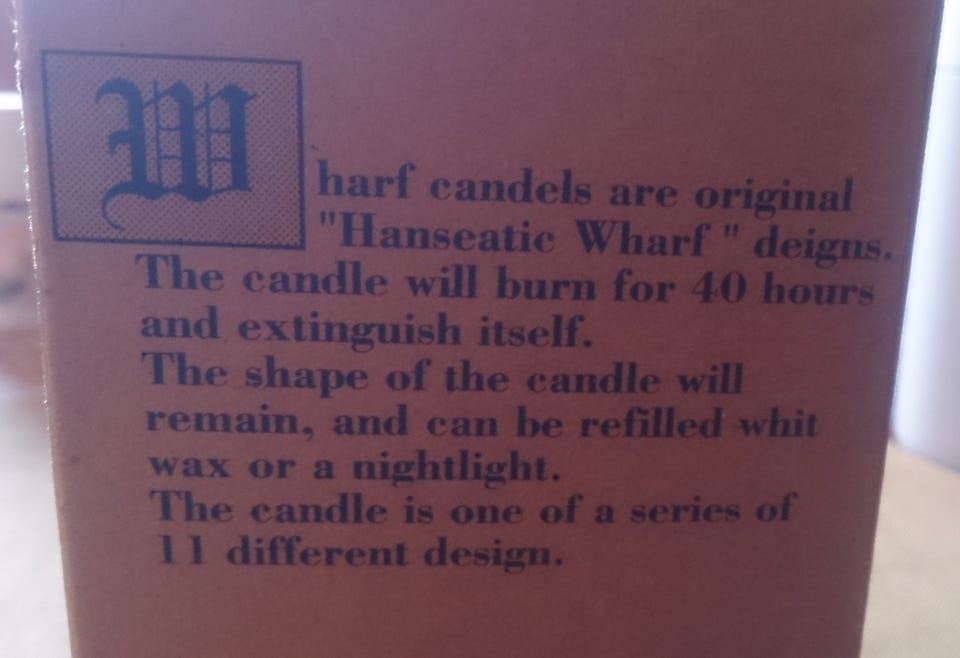 Wharf candels are original
"Hanseatic Wharf " deigns.
The candle will burn for 40 hours
and extinguish itself.
The shape of the candle will
remain, and can be refilled whit
wax or a nightlight.
The candle is one of a series of
11 different design.